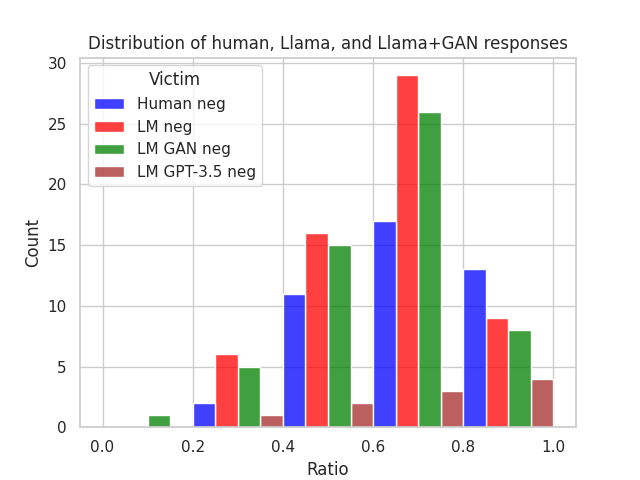 Distribution of human, Llama, and Llama+GAN responses
Victim
Human neg
LM neg
LM GAN neg
LM GPT-3.5 neg
Count
30
25
20
15
10
5
0
0.0 0.2 0.4 0.6 0.8 1.0
Ratio